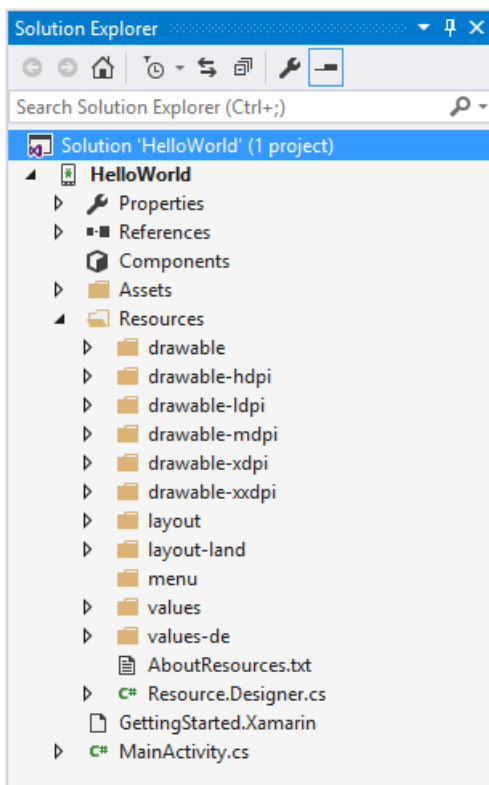 Solution Explorer
Search Solution Explorer (Ctrl+;)
Solution 'HelloWorld' (1 project)
HelloWorld
Properties
References
Components
Assets
Resources
drawable
drawable-hdpi
drawable-ldpi
drawable-mdpi
drawable-xdpi
drawable-xxdpi
layout
layout-land
menu
values
values-de
AboutResources.txt
C# Resource.Designer.cs
GettingStarted.Xamarin
C# MainActivity.cs